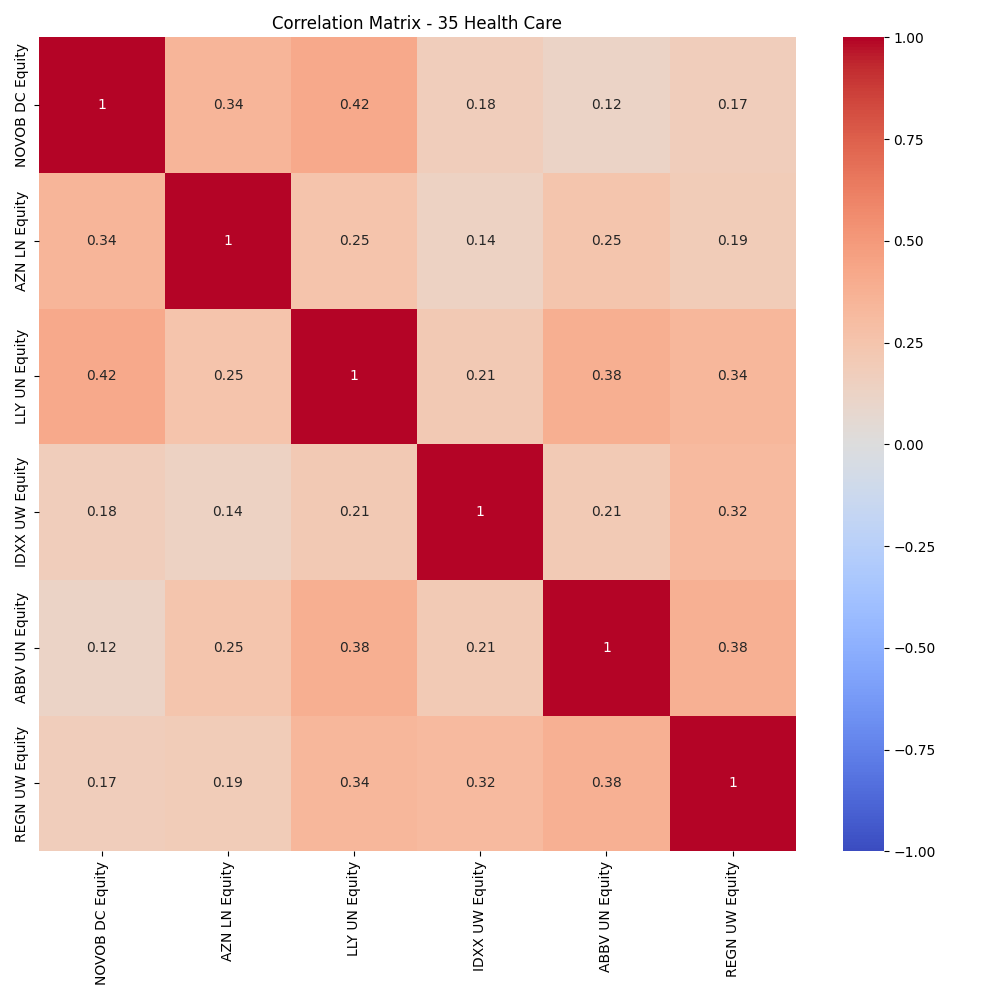 Correlation Matrix - 35 Health Care
NOVOB DC Equity
1 0.34 0.42 0.18 0.12 0.17
AZN LN Equity
0.34 1 0.25 0.14 0.25 0.19
LLY UN Equity
0.42 0.25 1 0.21 0.38 0.34
IDXX UW Equity
0.18 0.14 0.21 1 0.21 0.32
ABBV UN Equity
0.12 0.25 0.38 0.21 1 0.38
REGN UW Equity
0.17 0.19 0.34 0.32 0.38 1
NOVOB DC Equity
AZN LN Equity
LLY UN Equity
IDXX UW Equity
ABBV UN Equity
REGN UW Equity
1.00
0.75
0.50
0.25
0.00
−0.25
−0.50
−0.75
−1.00